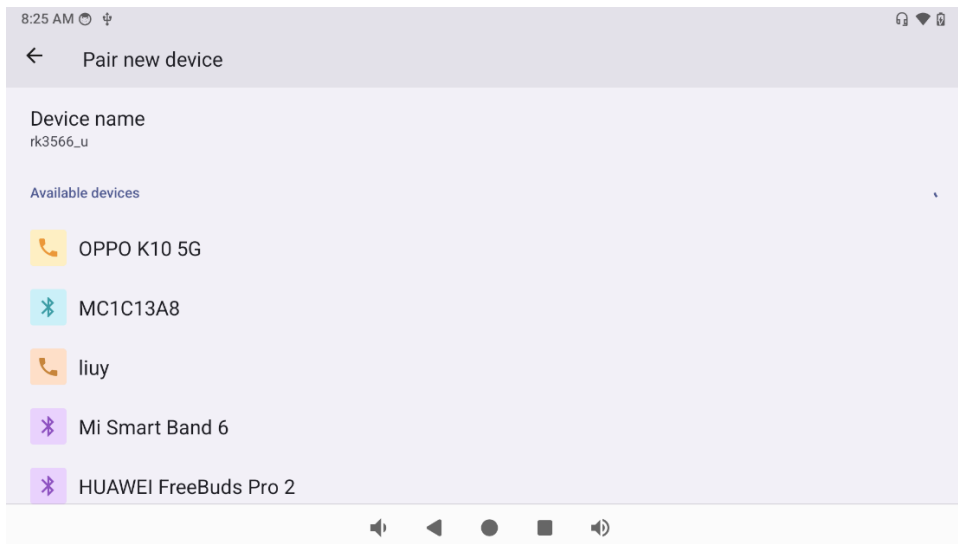 8:25 AM
Pair new device
Device name
rk3566_u
Available devices
OPPO K10 5G
MC1C13A8
liuy
Mi Smart Band 6
HUAWEI FreeBuds Pro 2